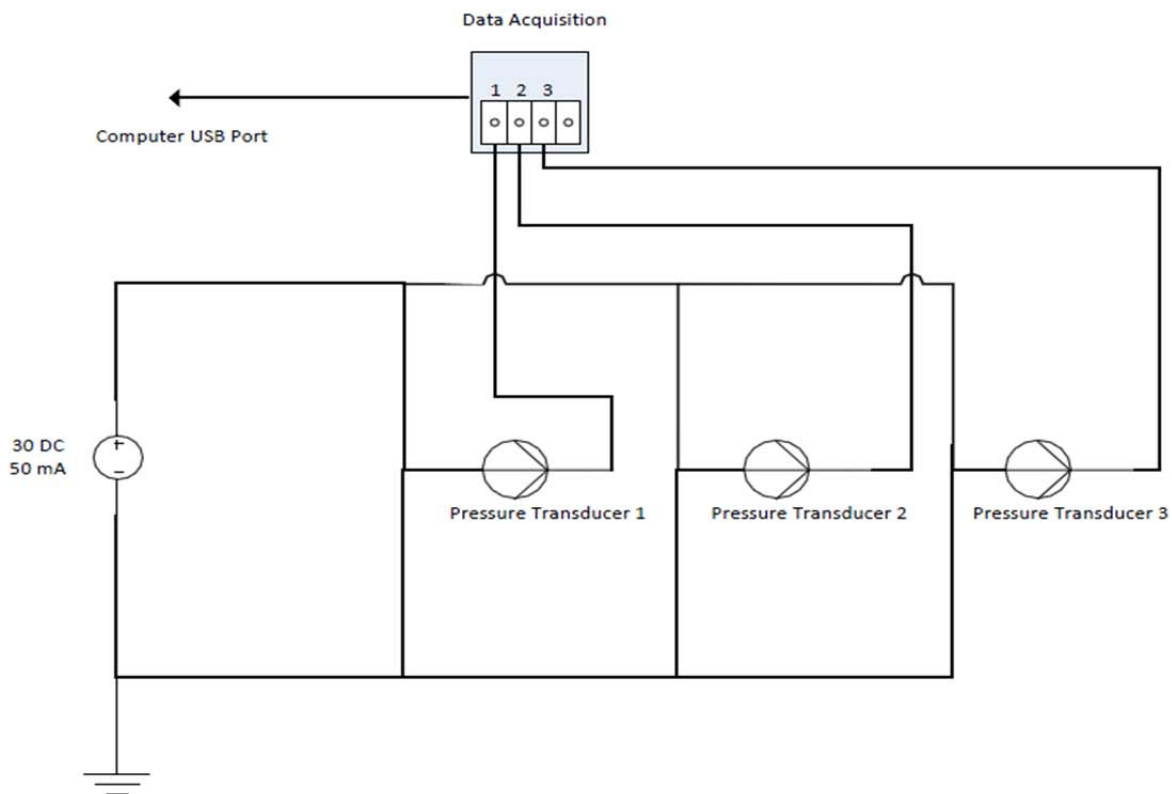 Data Acquisition
1 2 3
Computer USB Port
+
30 DC
50 mA
–
Pressure Transducer 1
Pressure Transducer 2
Pressure Transducer 3